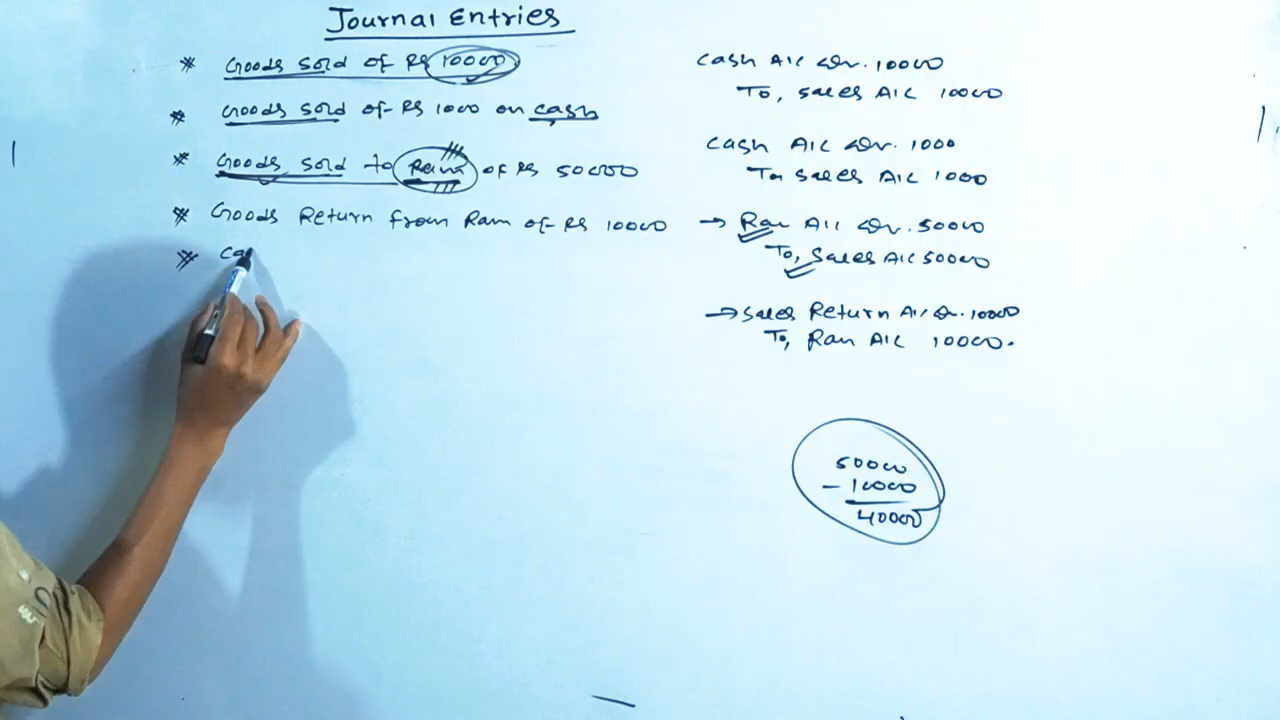 Journal Entries
* Goods Sold of Rs 10000
* Goods Sold of Rs 1000 on cash
* Goods Sold to Ram of Rs 50000
* Goods Return from Ram of Rs 10000
* Ca
Cash A/c Dr. 10000
To, Sales A/c 10000
Cash A/c Dr. 1000
To Sales A/c 1000
→ Ram A/c Dr. 50000
To, Sales A/c 50000
→ Sales Return A/c Dr. 10000
To, Ram A/c 10000.
50000
- 10000
40000